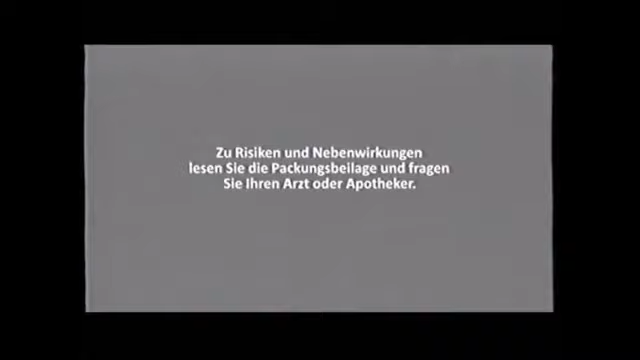 Zu Risiken und Nebenwirkungen
lesen Sie die Packungsbeilage und fragen
Sie Ihren Arzt oder Apotheker.